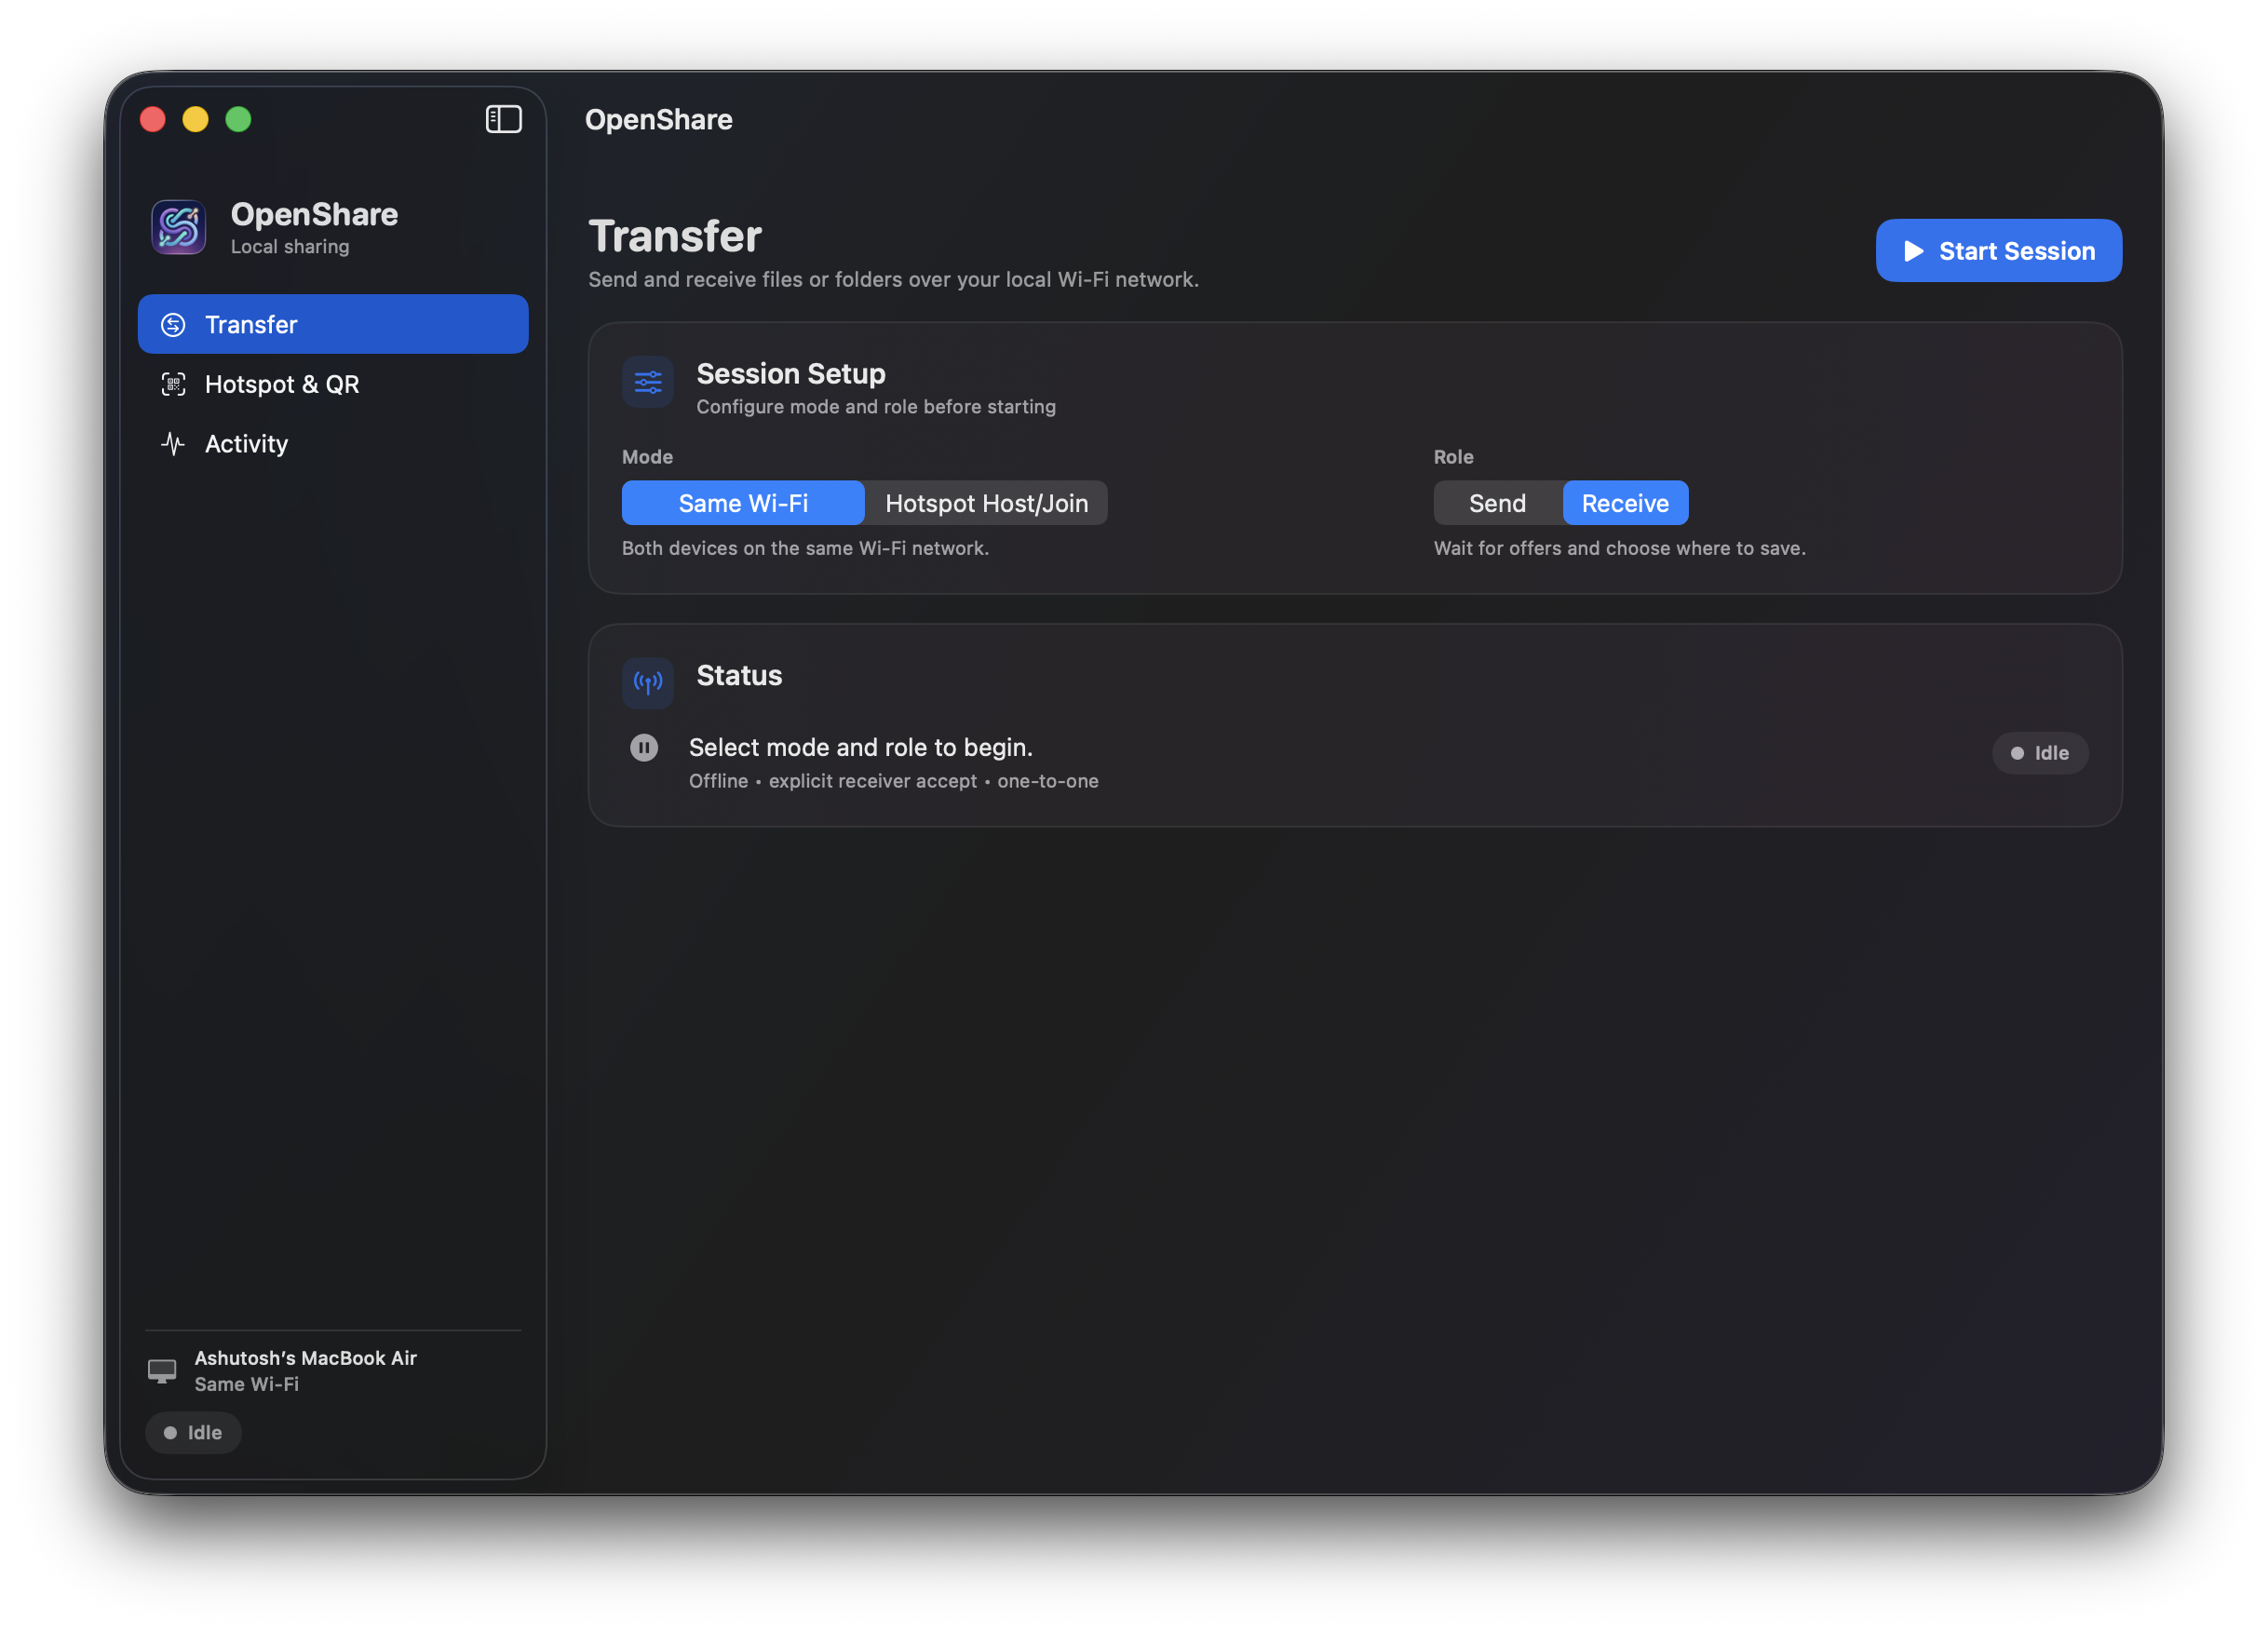 OpenShare
OpenShare
Local sharing
Transfer
Hotspot & QR
Activity
Transfer
Send and receive files or folders over your local Wi-Fi network.
Start Session
Session Setup
Configure mode and role before starting
Mode
Same Wi-Fi
Hotspot Host/Join
Both devices on the same Wi-Fi network.
Role
Send
Receive
Wait for offers and choose where to save.
Status
Select mode and role to begin.
Offline • explicit receiver accept • one-to-one
Idle
Ashutosh’s MacBook Air
Same Wi-Fi
Idle